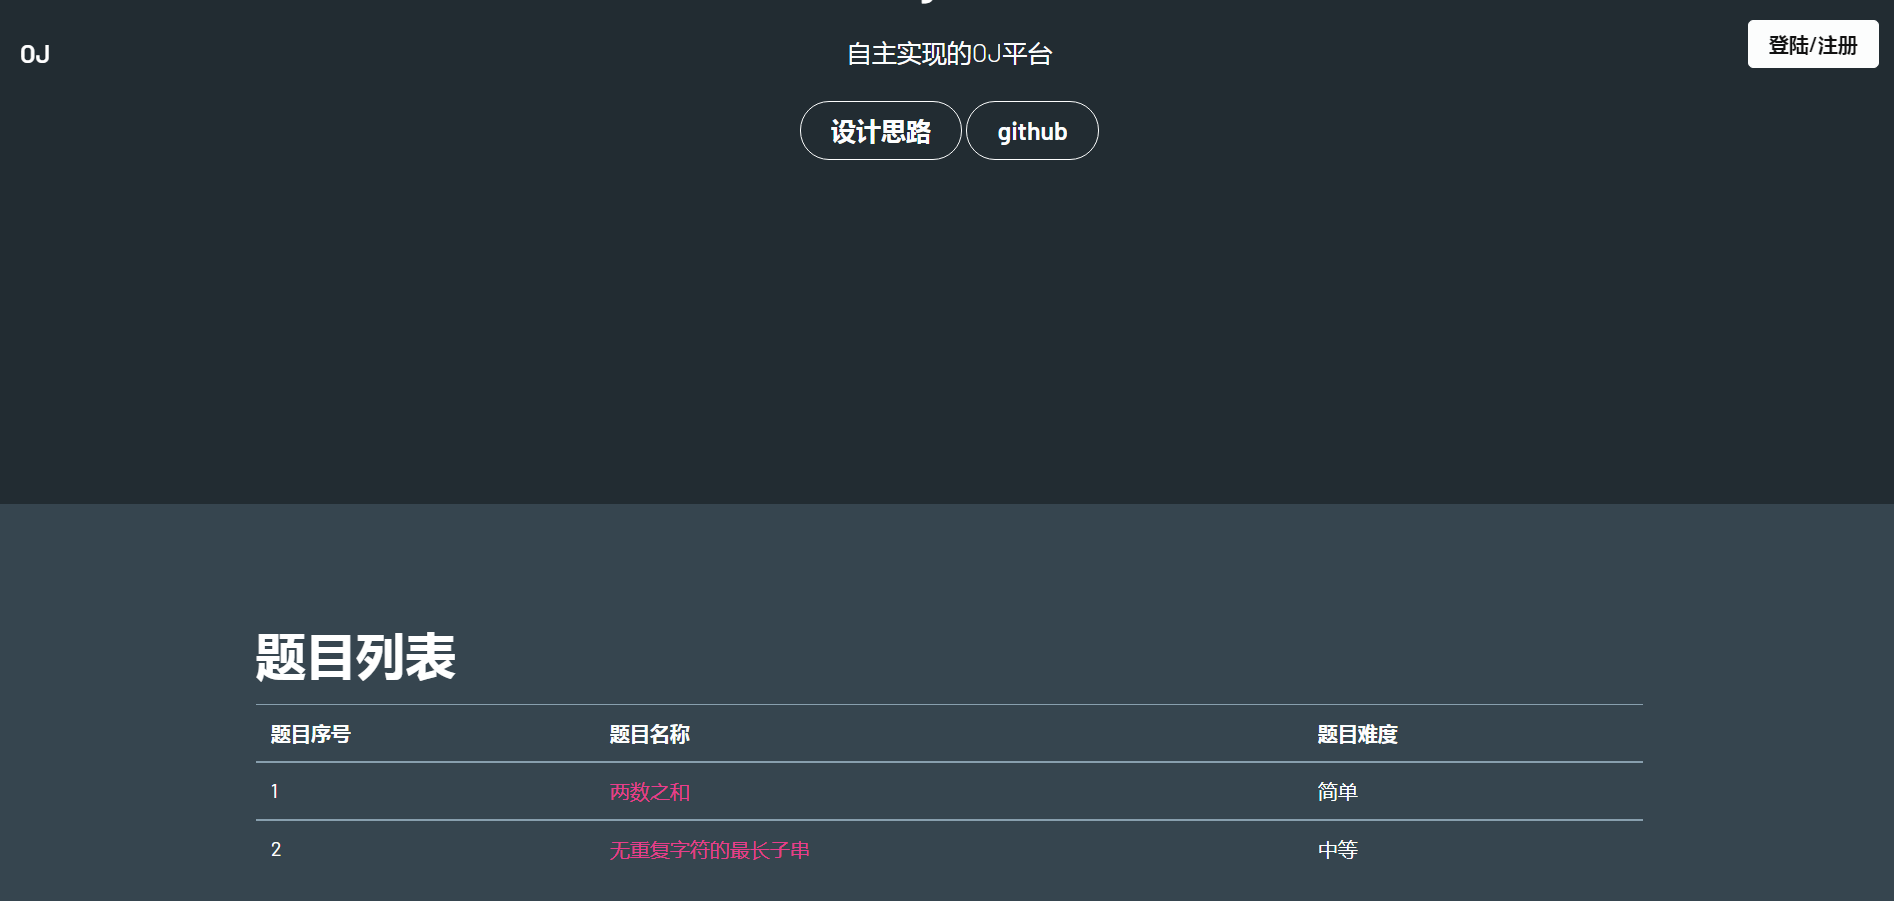 OJ
自主实现的OJ平台
登陆/注册
设计思路
github
题目列表
题目序号 题目名称 题目难度
1 两数之和 简单
2 无重复字符的最长子串 中等